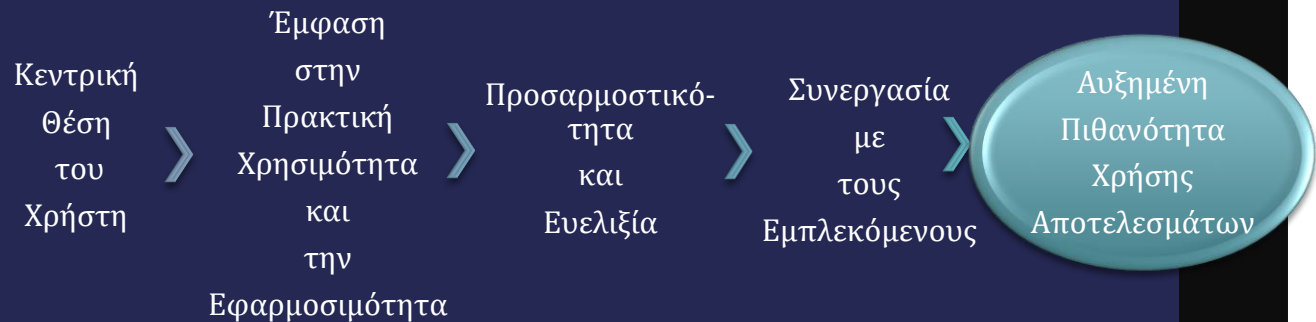 Κεντρική
Θέση
του
Χρήστη
Έμφαση
στην
Πρακτική
Χρησιμότητα
και
την
Εφαρμοσιμότητα
Προσαρμοστικό-
τητα
και
Ευελιξία
Συνεργασία
με
τους
Εμπλεκόμενους
Αυξημένη
Πιθανότητα
Χρήσης
Αποτελεσμάτων